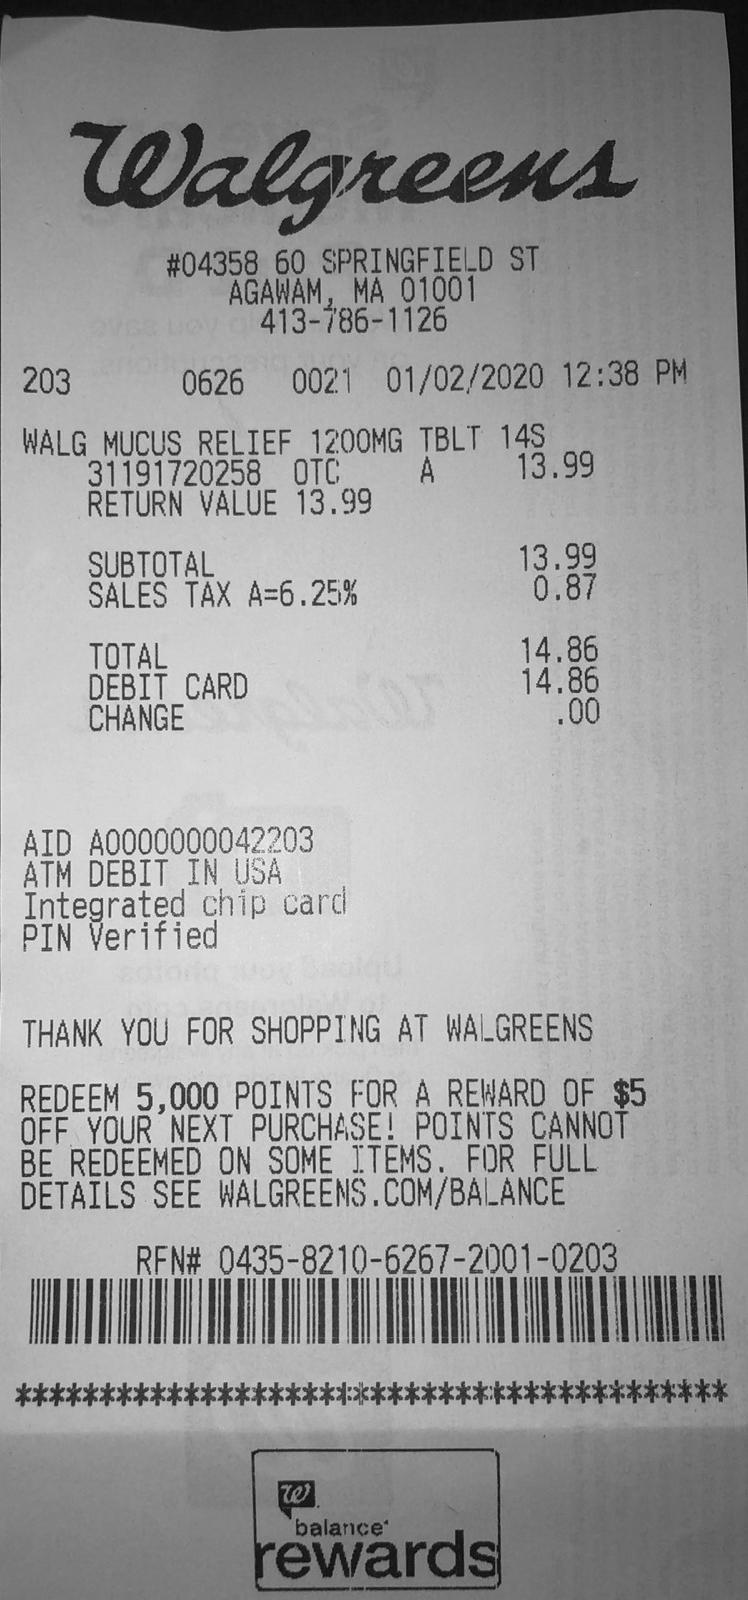 Walgreens
#04358 60 SPRINGFIELD ST
AGAWAM, MA 01001
413-786-1126
203 0626 0021 01/02/2020 12:38 PM
WALG MUCUS RELIEF 1200MG TBLT 14S
31191720258 OTC A 13.99
RETURN VALUE 13.99
SUBTOTAL 13.99
SALES TAX A=6.25% 0.87
TOTAL 14.86
DEBIT CARD 14.86
CHANGE .00
AID A0000000042203
ATM DEBIT IN USA
Integrated chip card
PIN Verified
THANK YOU FOR SHOPPING AT WALGREENS
REDEEM 5,000 POINTS FOR A REWARD OF $5
OFF YOUR NEXT PURCHASE! POINTS CANNOT
BE REDEEMED ON SOME ITEMS. FOR FULL
DETAILS SEE WALGREENS.COM/BALANCE
RFN# 0435-8210-6267-2001-0203
*******************************************
W
balance®
rewards